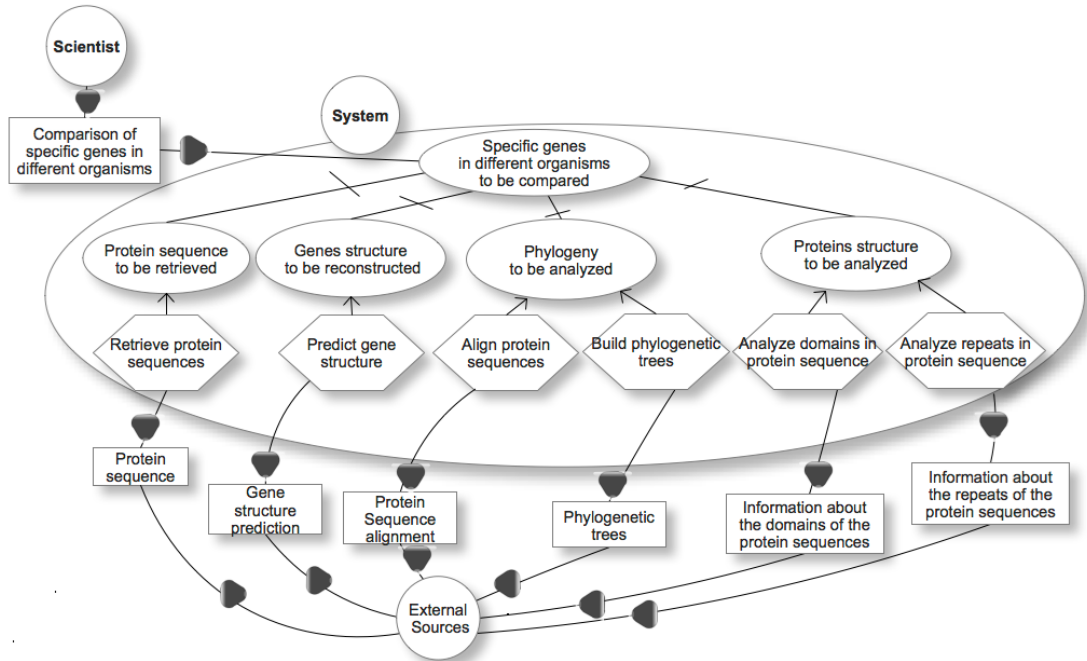 Scientist
Comparison of
specific genes in
different organisms
System
Specific genes
in different organisms
to be compared
Protein sequence
to be retrieved
Genes structure
to be reconstructed
Phylogeny
to be analyzed
Proteins structure
to be analyzed
Retrieve protein
sequences
Predict gene
structure
Align protein
sequences
Build phylogenetic
trees
Analyze domains in
protein sequence
Analyze repeats in
protein sequence
Protein
sequence
Gene
structure
prediction
Protein
Sequence
alignment
Phylogenetic
trees
Information about
the domains of the
protein sequences
Information about
the repeats of the
protein sequences
External
Sources